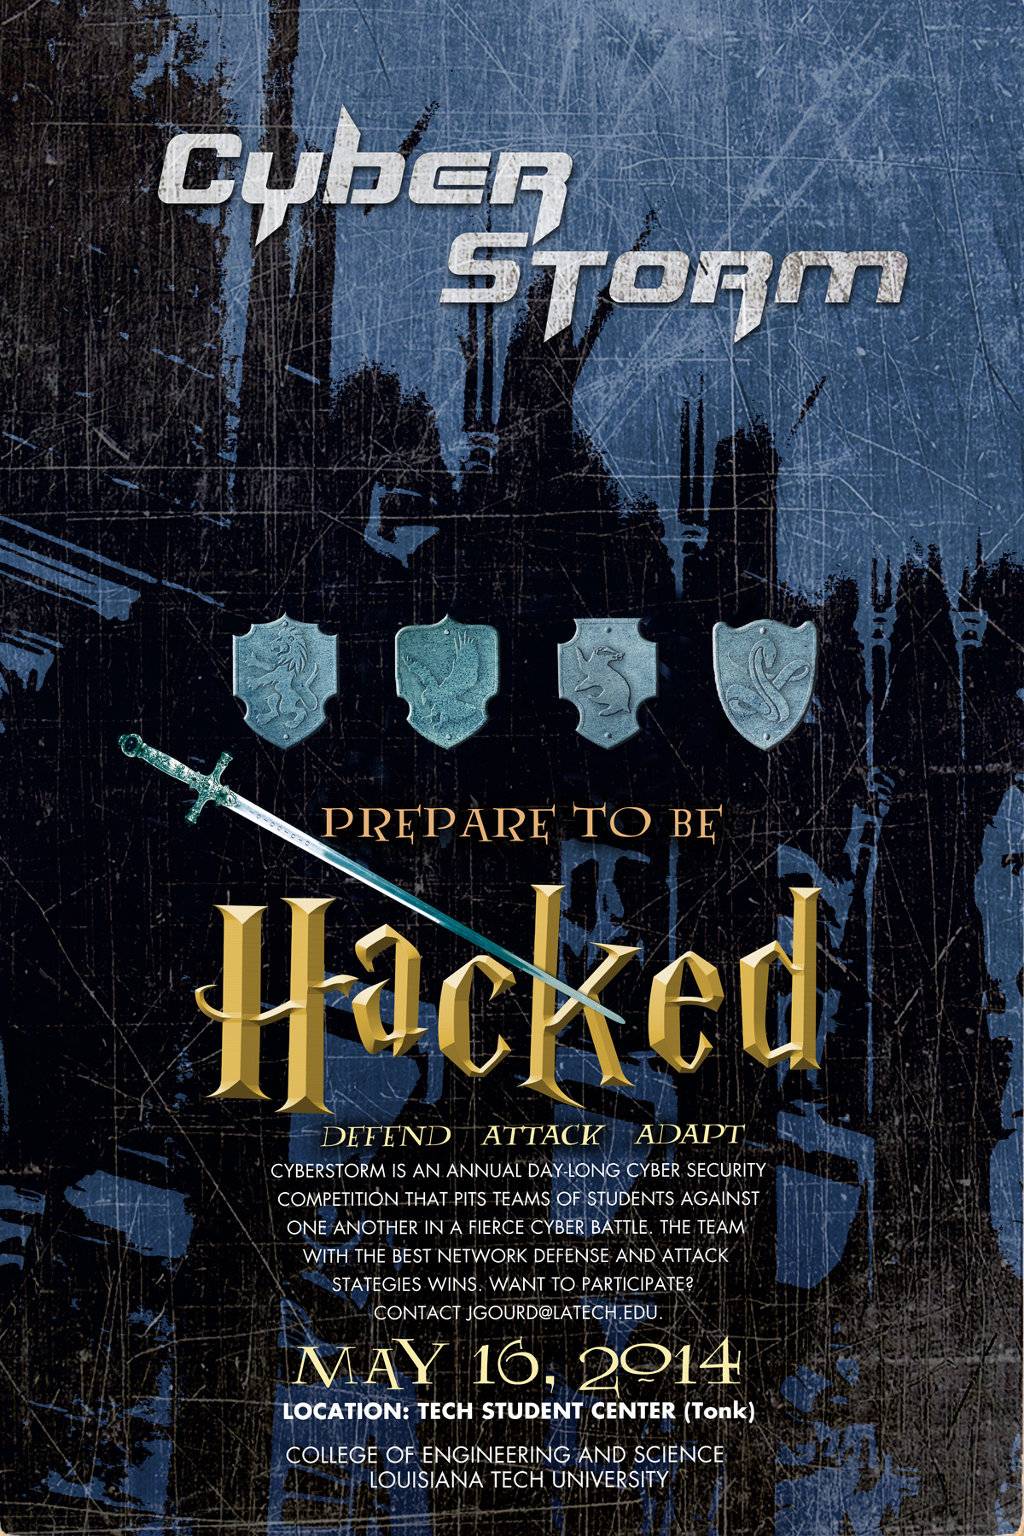 Cyber
Storm
PREPARE TO BE
Hacked
DEFEND ATTACK ADAPT
CYBERSTORM IS AN ANNUAL DAY-LONG CYBER SECURITY
COMPETITION THAT PITS TEAMS OF STUDENTS AGAINST
ONE ANOTHER IN A FIERCE CYBER BATTLE. THE TEAM
WITH THE BEST NETWORK DEFENSE AND ATTACK
STATEGIES WINS. WANT TO PARTICIPATE?
CONTACT JGOURD@LATECH.EDU.
MAY 16, 2014
LOCATION: TECH STUDENT CENTER (Tonk)
COLLEGE OF ENGINEERING AND SCIENCE
LOUISIANA TECH UNIVERSITY